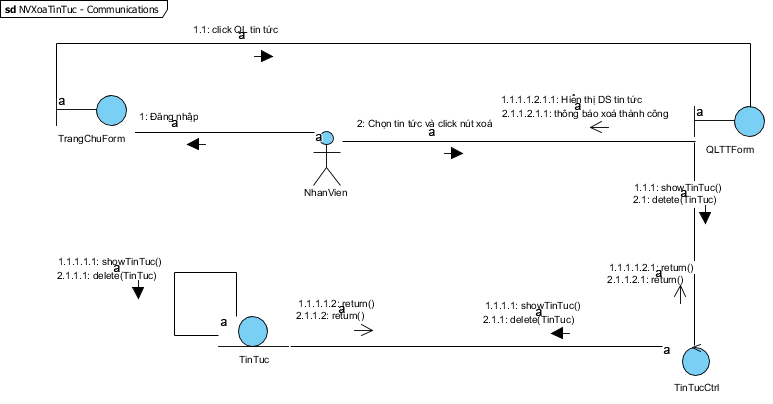 sd NVXoaTinTuc - Communications
1.1: click QL tin tức
a
a
TrangChuForm
1: Đăng nhập
a
a
NhanVien
2: Chọn tin tức và click nút xoá
a
1.1.1.1.2.1.1: Hiển thị DS tin tức
a
2.1.1.2.1.1: thông báo xoá thành công
a
QLTTForm
1.1.1: showTinTuc()
a
2.1: detete(TinTuc)
1.1.1.1.1: showTinTuc()
a
2.1.1.1: delete(TinTuc)
a
TinTuc
1.1.1.1.2: return()
a
2.1.1.2: return()
1.1.1.1: showTinTuc()
a
2.1.1: delete(TinTuc)
1.1.1.1.2.1: return()
a
2.1.1.2.1: return()
a
TinTucCtrl